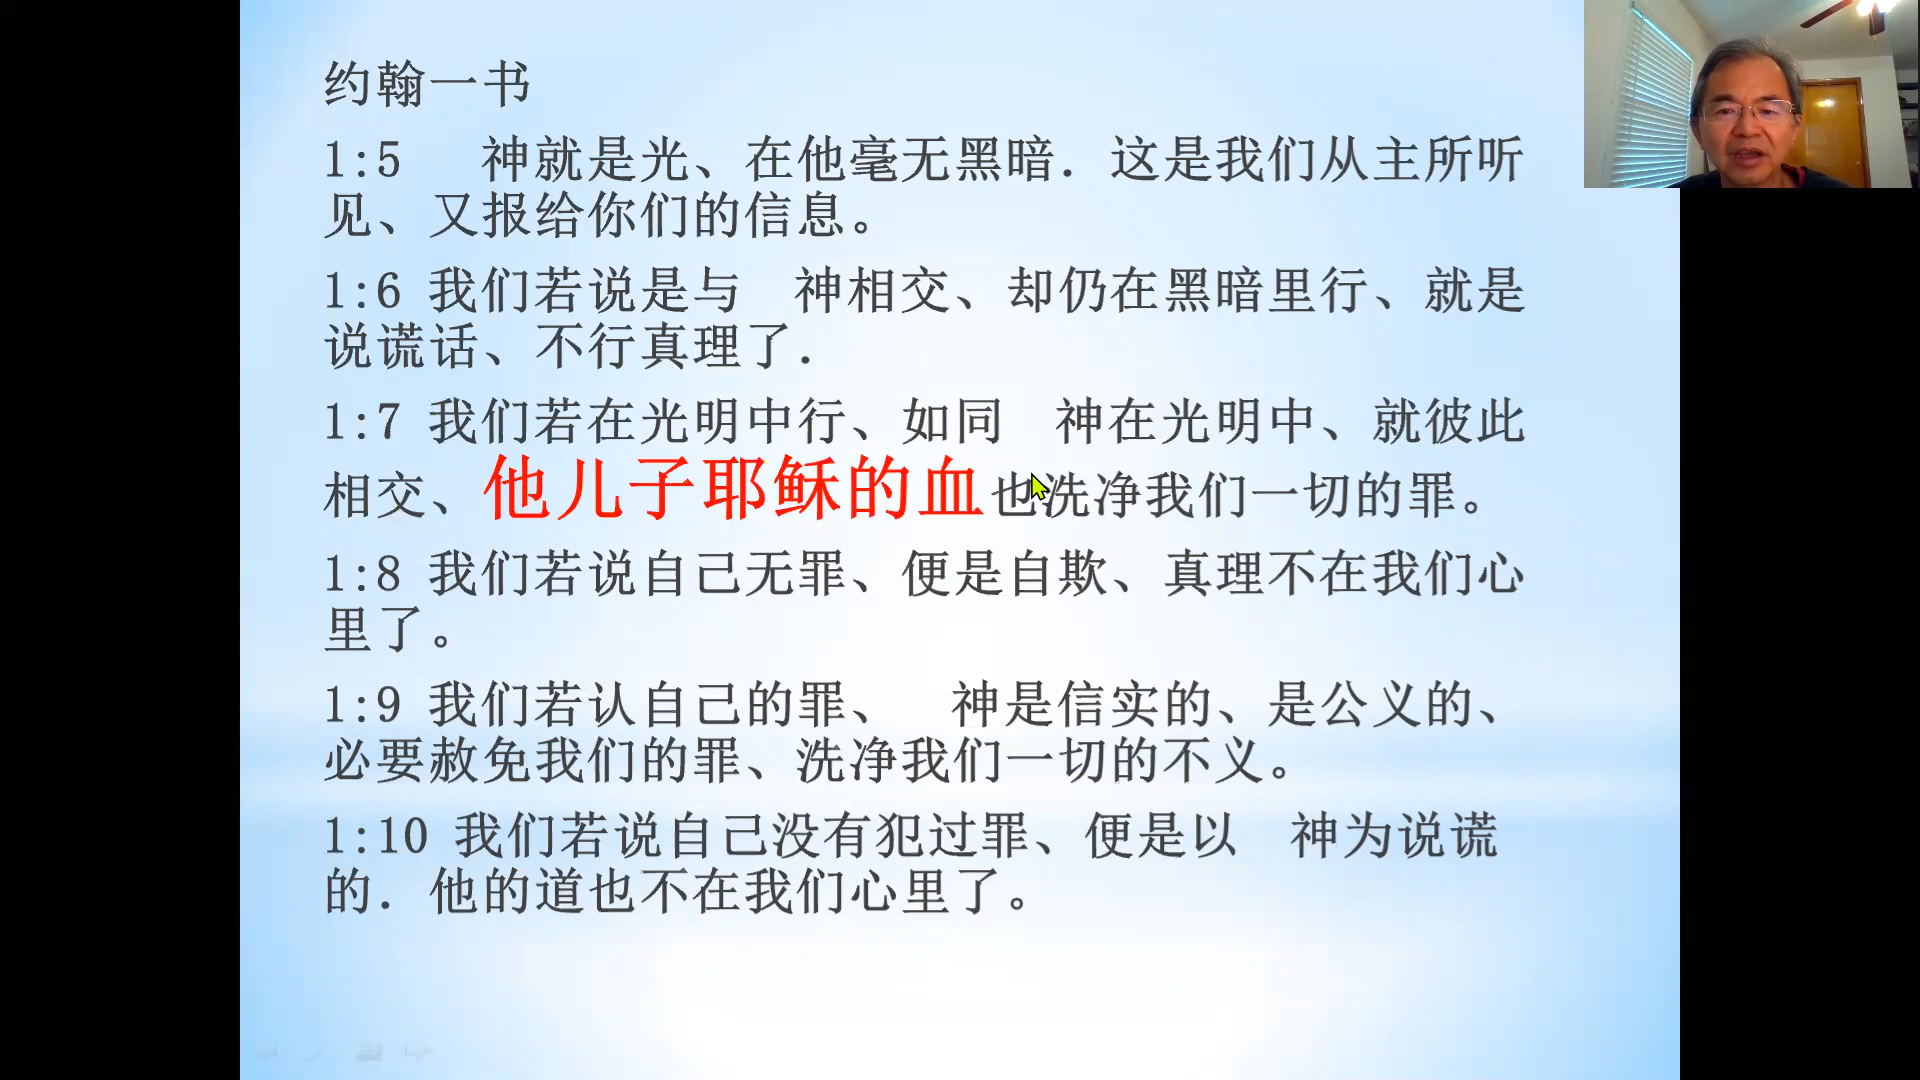 约翰一书
1:5　 神就是光、在他毫无黑暗．这是我们从主所听
见、又报给你们的信息。
1:6 我们若说是与　神相交、却仍在黑暗里行、就是
说谎话、不行真理了．
1:7 我们若在光明中行、如同　神在光明中、就彼此
相交、他儿子耶稣的血也洗净我们一切的罪。
1:8 我们若说自己无罪、便是自欺、真理不在我们心
里了。
1:9 我们若认自己的罪、　神是信实的、是公义的、
必要赦免我们的罪、洗净我们一切的不义。
1:10 我们若说自己没有犯过罪、便是以　神为说谎
的．他的道也不在我们心里了。